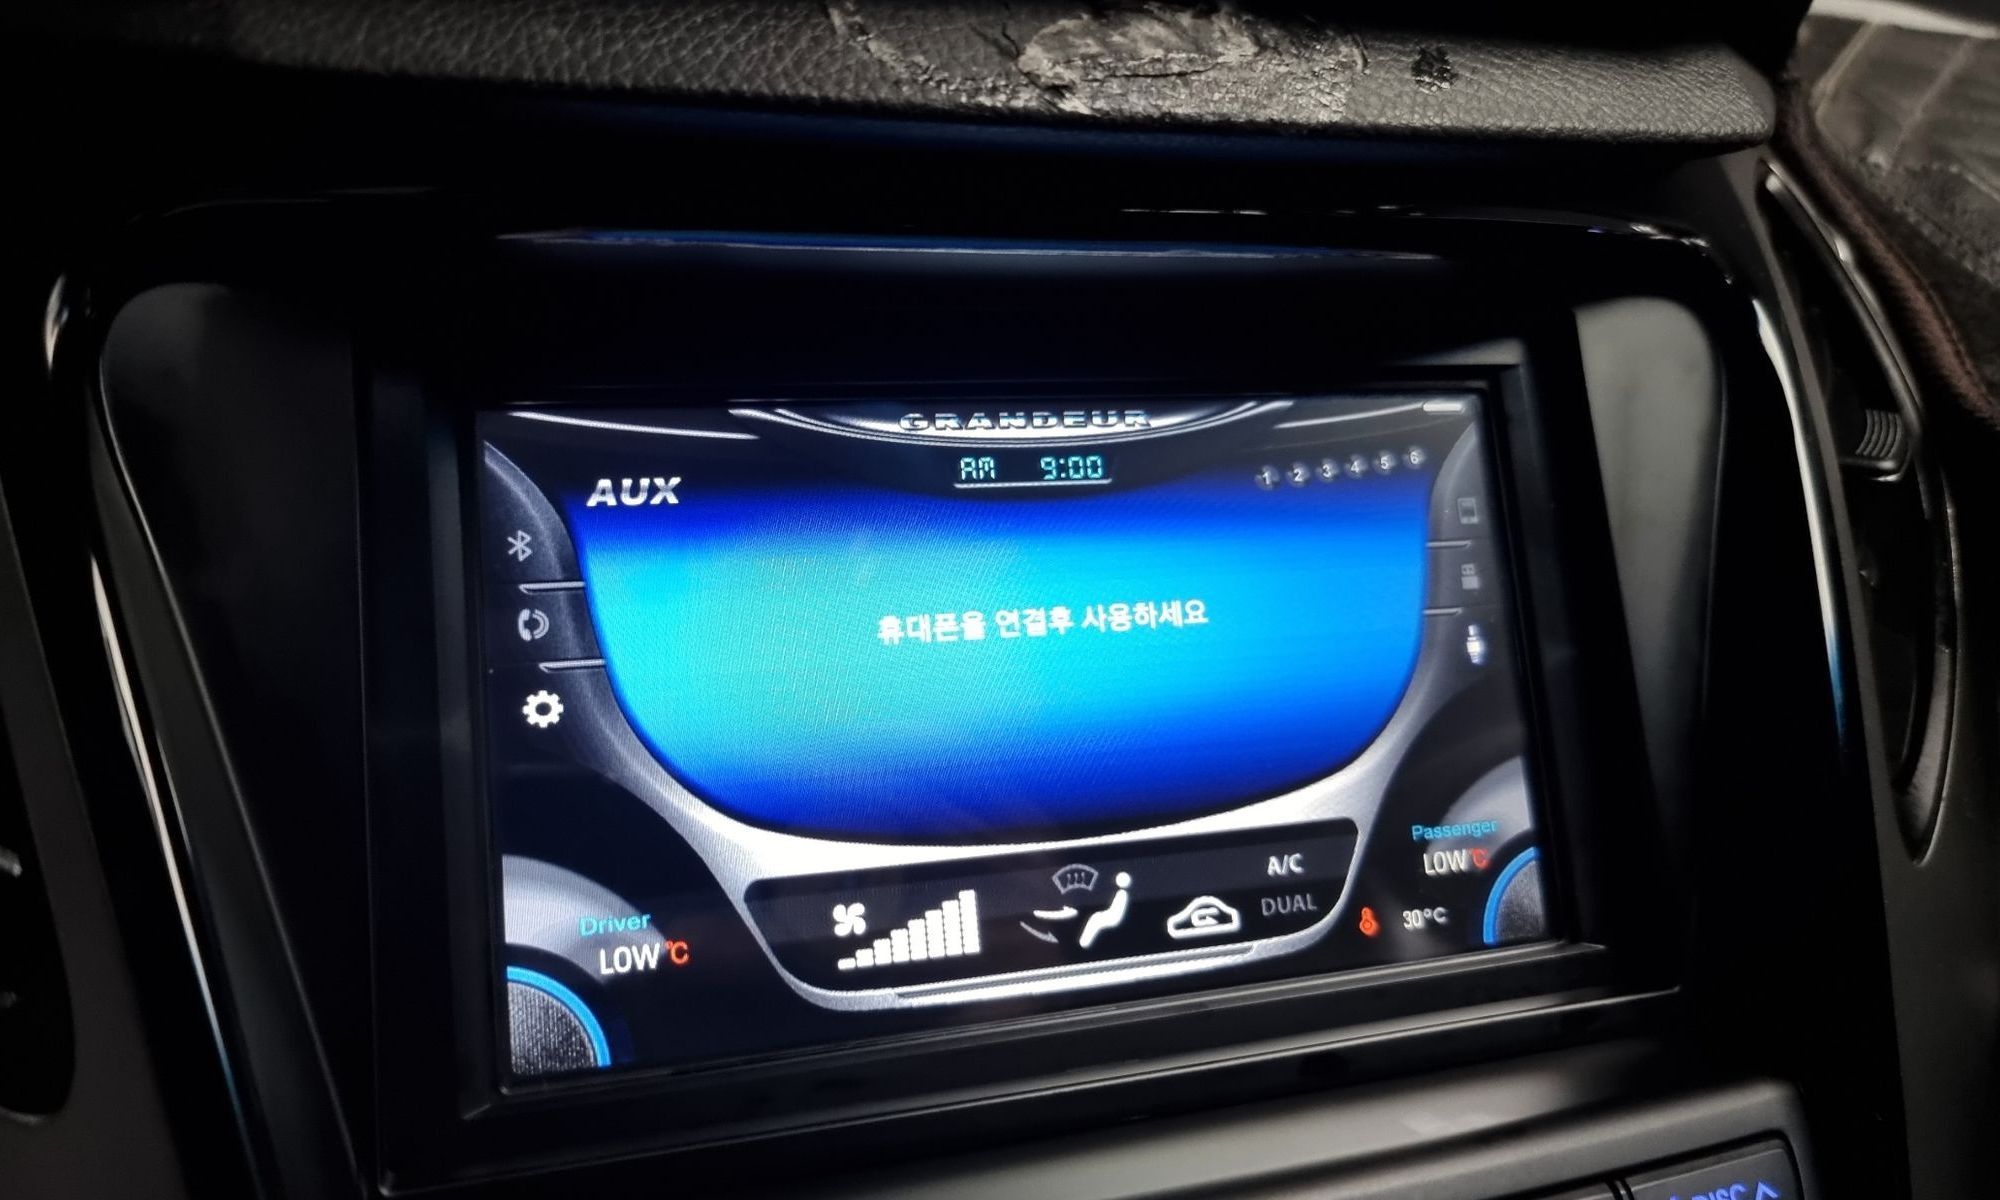 GRANDEUR
AM 9:00
AUX
1 2 3 4 5 6
휴대폰을 연결후 사용하세요
Passenger
LOW℃
30℃
A/C
DUAL
Driver
LOW℃
DISC